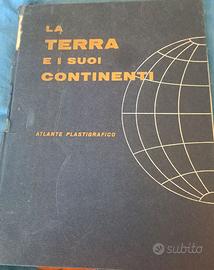 LA
TERRA
E I SUOI
CONTINENTI
ATLANTE PLASTIGRAFICO
subito